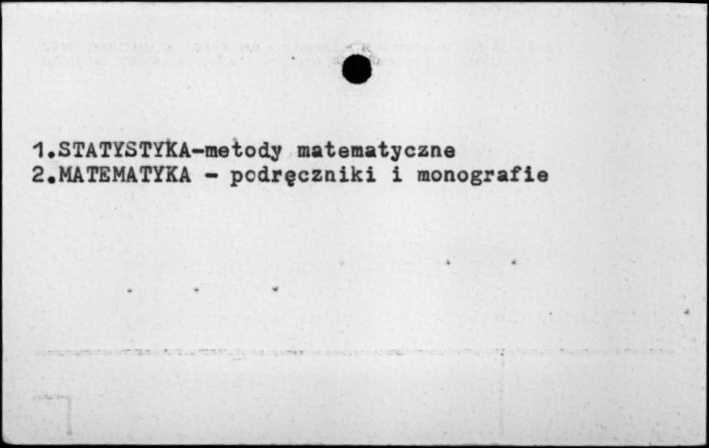 1.STATYSTYKA-metody matematyczne
2.MATEMATYKA - podręczniki i monografie